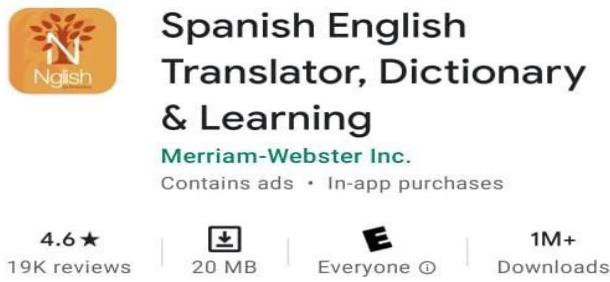 N
Nglish
Spanish English
Translator, Dictionary
& Learning
Merriam-Webster Inc.
Contains ads • In-app purchases
4.6★
E
1M+
19K reviews
20 MB
Everyone ⓘ
Downloads